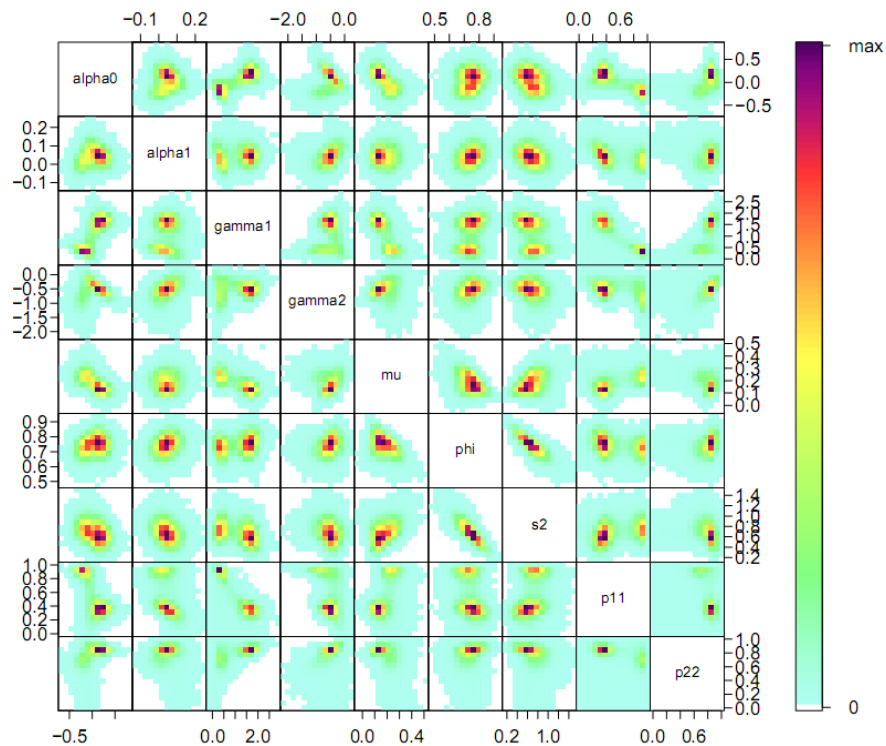 −0.1 0.2 −2.0 0.0 0.5 0.8 0.0 0.6
alpha0 0.5 0.0 −0.5 max
0.2 0.1 0.0 −0.1 alpha1
gamma1 2.5 2.0 1.5 1.0 0.5 0.0
0.0 −0.5 −1.0 −1.5 −2.0 gamma2
mu 0.5 0.4 0.3 0.2 0.1 0.0
0.9 0.8 0.7 0.6 0.5 phi
s2 1.4 1.2 1.0 0.8 0.6 0.4 0.2
1.0 0.8 0.6 0.4 0.2 0.0 p11
p22 1.0 0.8 0.6 0.4 0.2 0.0 0
−0.5 0.0 2.0 0.0 0.4 0.2 1.0 0.0 0.6